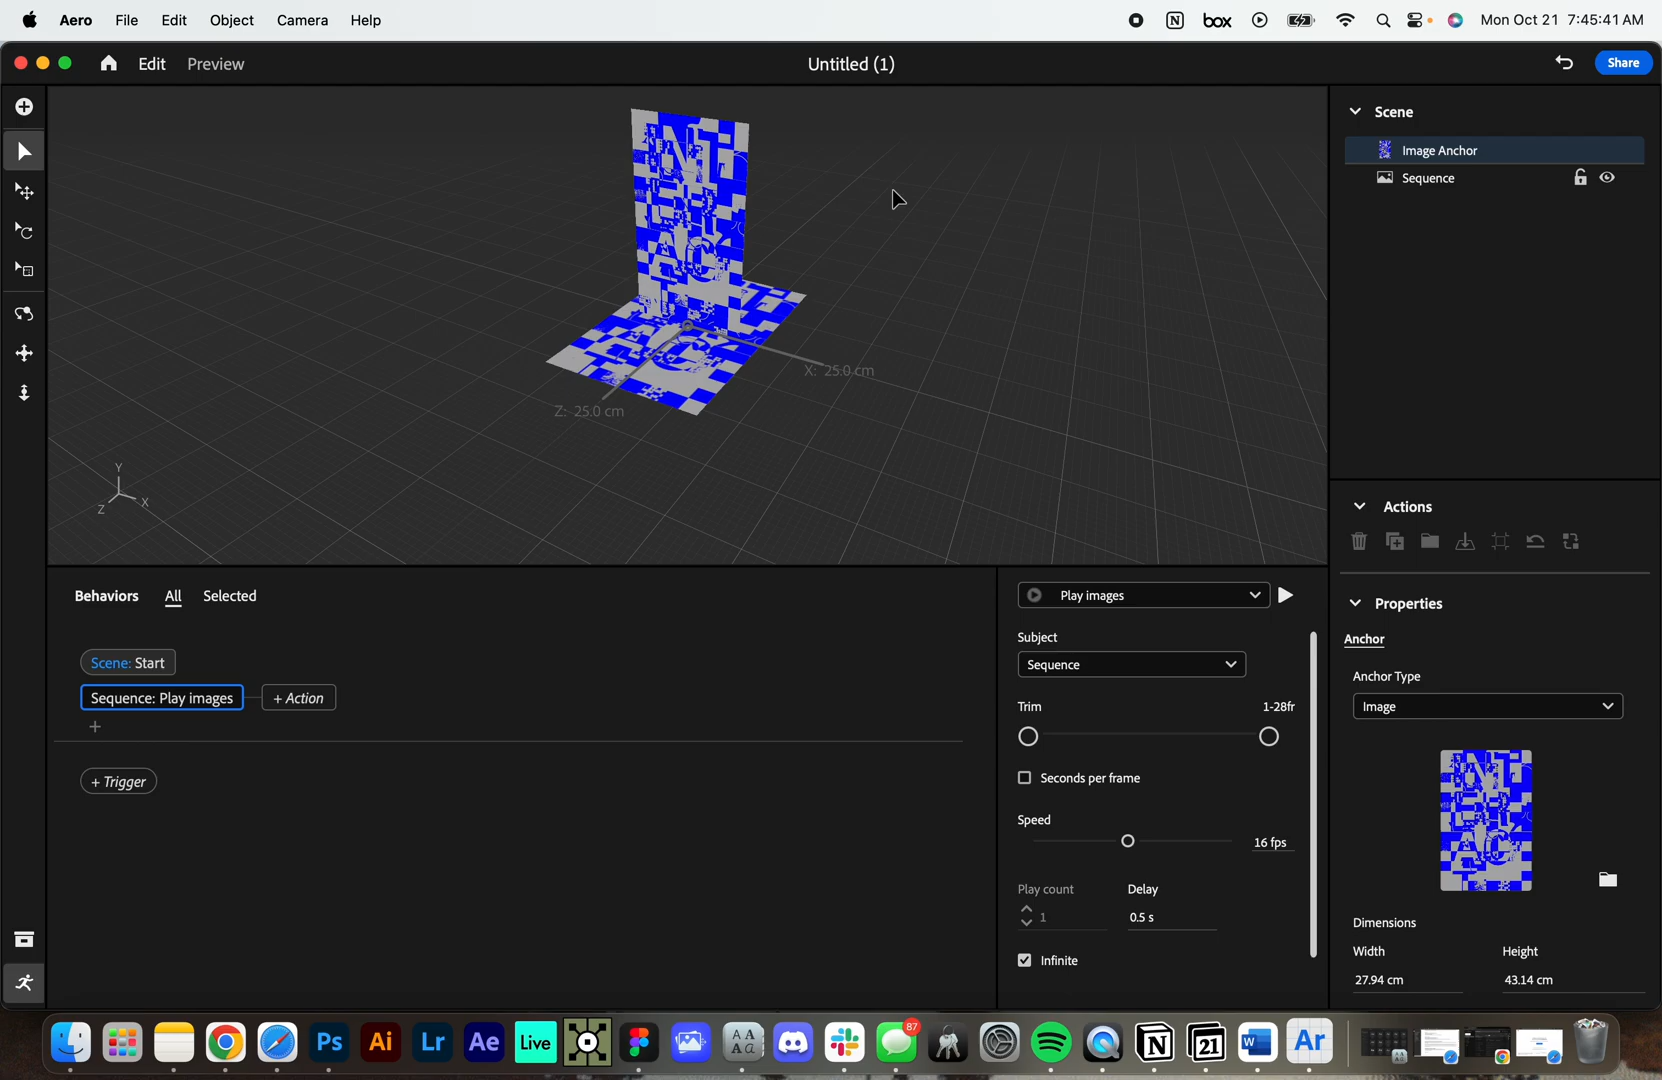 Aero File Edit Object Camera Help
box Mon Oct 21 7:45:41 AM
Edit Preview Untitled (1) Share
Scene
Image Anchor
Sequence
X: 25.0 cm
Z: 25.0 cm
Y
X
Z
Actions
Behaviors All Selected
Scene: Start
Sequence: Play images + Action
+
+ Trigger
Play images
Subject
Sequence
Trim 1-28fr
Seconds per frame
Speed
16 fps
Play count Delay
1 0.5 s
Infinite
Properties
Anchor
Anchor Type
Image
Dimensions
Width Height
27.94 cm 43.14 cm
Ps Ai Lr Ae Live 87 21 W Ar